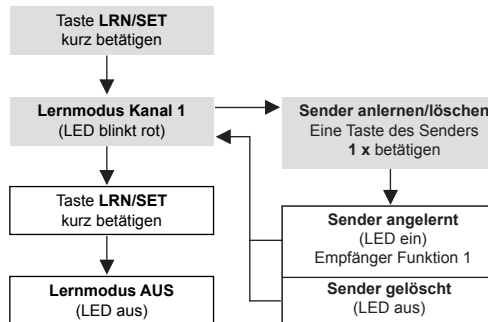 Taste LRN/SET
kurz betätigen
Lernmodus Kanal 1
(LED blinkt rot)
Sender anlernen/löschen
Eine Taste des Senders
1 x betätigen
Taste LRN/SET
kurz betätigen
Sender angelernt
(LED ein)
Empfänger Funktion 1
Lernmodus AUS
(LED aus)
Sender gelöscht
(LED aus)